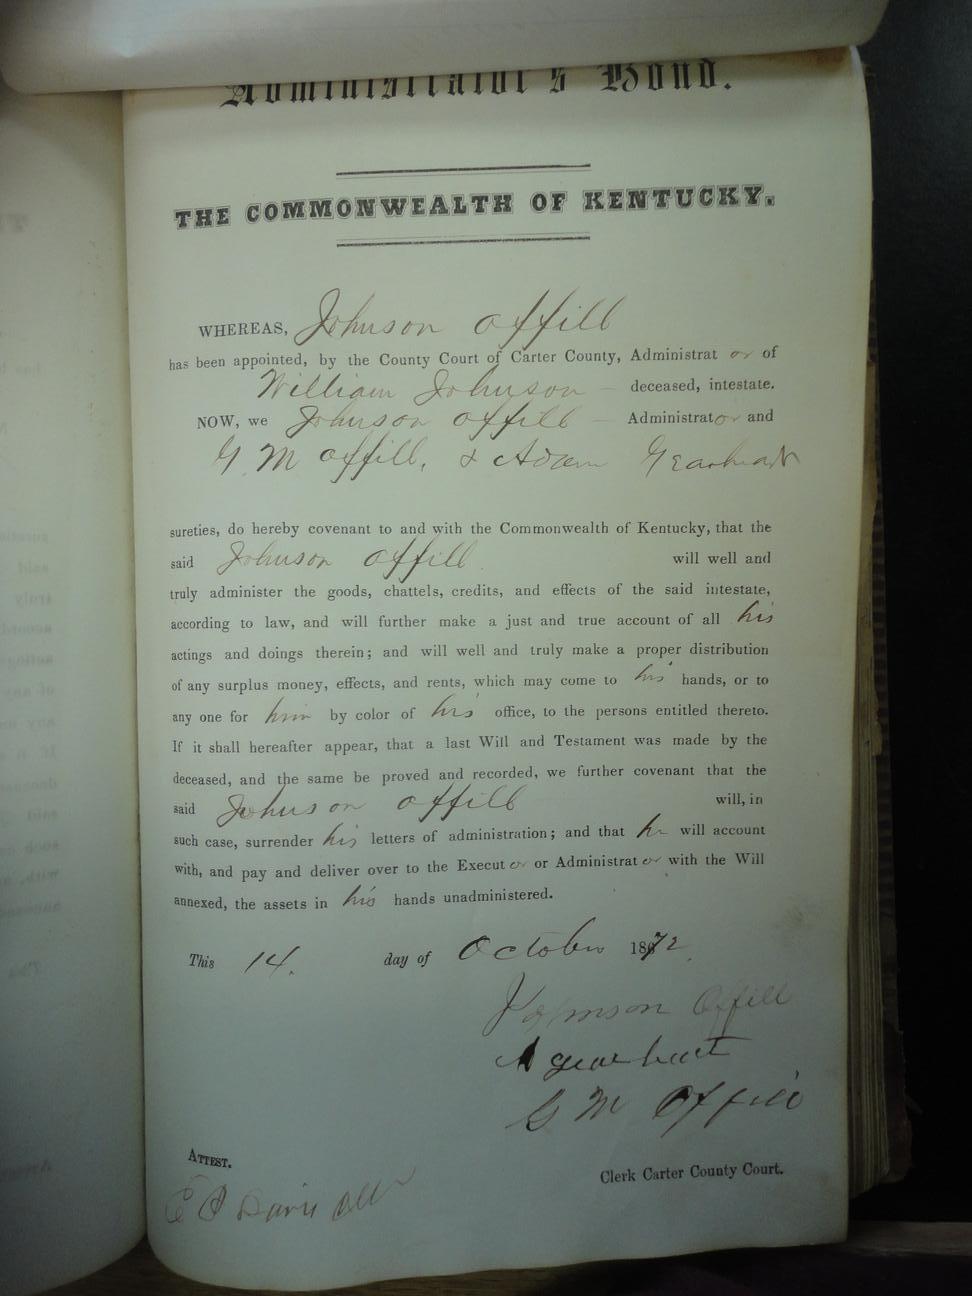 Administrator's Bond.
THE COMMONWEALTH OF KENTUCKY.
WHEREAS, Johnson Offill
has been appointed, by the County Court of Carter County, Administrat or of
William Johnson deceased, intestate.
NOW, we Johnson Offill Administrator and
G M Offill, & Adam Gearhart
sureties, do hereby covenant to and with the Commonwealth of Kentucky, that the
said Johnson Offill will well and
truly administer the goods, chattels, credits, and effects of the said intestate,
according to law, and will further make a just and true account of all his
actings and doings therein; and will well and truly make a proper distribution
of any surplus money, effects, and rents, which may come to his hands, or to
any one for him by color of his office, to the persons entitled thereto.
If it shall hereafter appear, that a last Will and Testament was made by the
deceased, and the same be proved and recorded, we further covenant that the
said Johnson Offill will, in
such case, surrender his letters of administration; and that he will account
with, and pay and deliver over to the Execut or or Administrat or with the Will
annexed, the assets in his hands unadministered.
This 14. day of October 1872.
Johnson Offill
A gearheart
G M Offill
ATTEST.
Clerk Carter County Court.
Davis